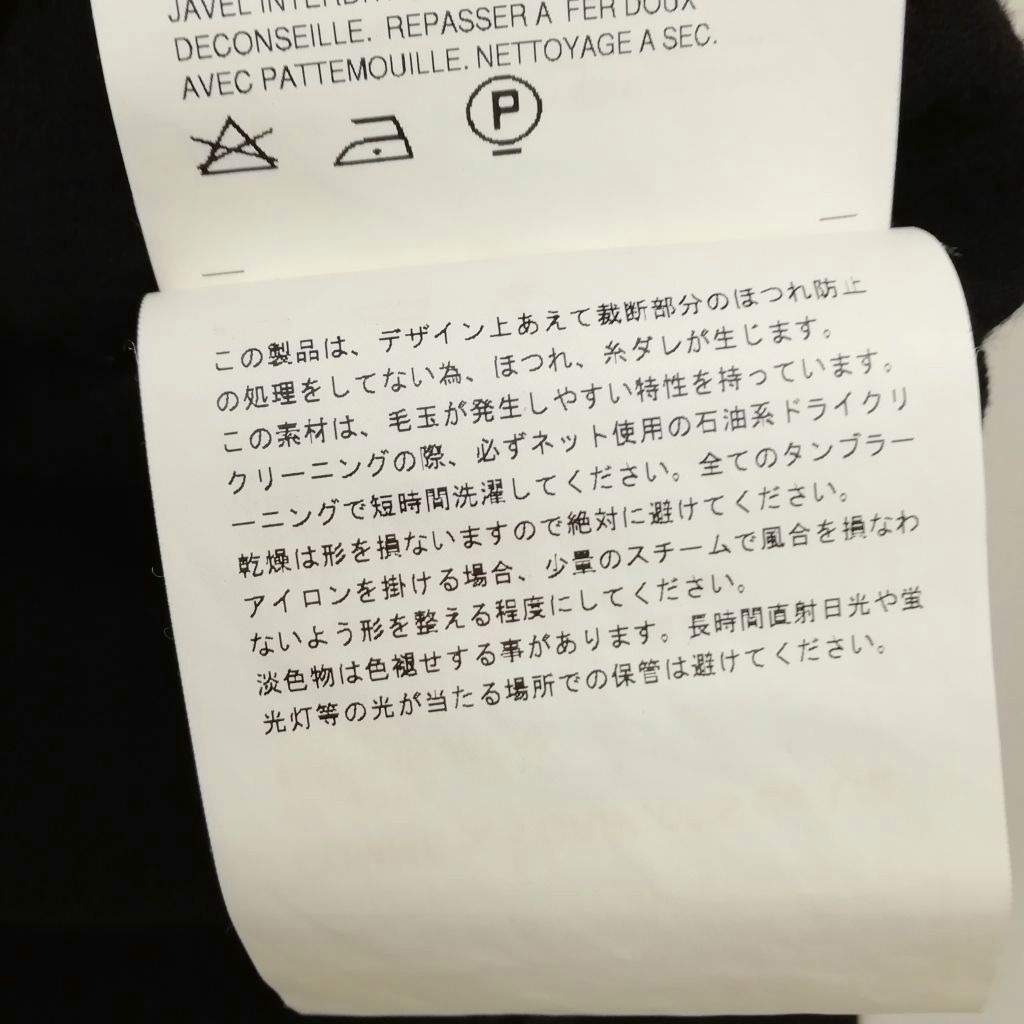 JAVEL
DECONSEILLE. REPASSER A FER DOUX
AVEC PATTEMOUILLE. NETTOYAGE A SEC.
P
この製品は、デザイン上あえて裁断部分のほつれ防止
の処理をしてない為、ほつれ、糸ダレが生じます。
この素材は、毛玉が発生しやすい特性を持っています。
クリーニングの際、必ずネット使用の石油系ドライクリ
ーニングで短時間洗濯してください。全てのタンブラー
乾燥は形を損ないますので絶対に避けてください。
アイロンを掛ける場合、少量のスチームで風合を損なわ
ないよう形を整える程度にしてください。
淡色物は色褪せする事があります。長時間直射日光や蛍
光灯等の光が当たる場所での保管は避けてください。